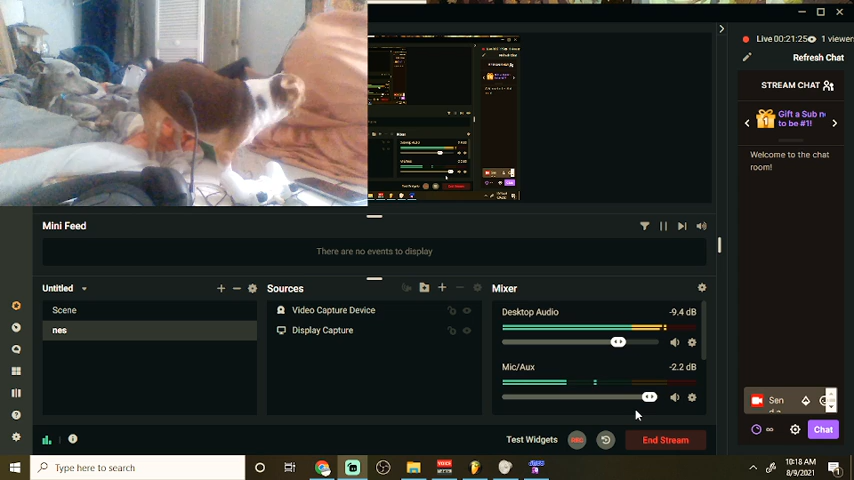 Live 00:21:25 1 viewers
Refresh Chat
STREAM CHAT
Gift a Sub n
to be #1!
Welcome to the chat
room!
Mini Feed
There are no events to display
Untitled
Sources
Mixer
Scene
nes
Video Capture Device
Display Capture
Desktop Audio
-9.4 dB
Mic/Aux
-2.2 dB
Sen
Test Widgets
REC
End Stream
Chat
Type here to search
10:18 AM
8/9/2021